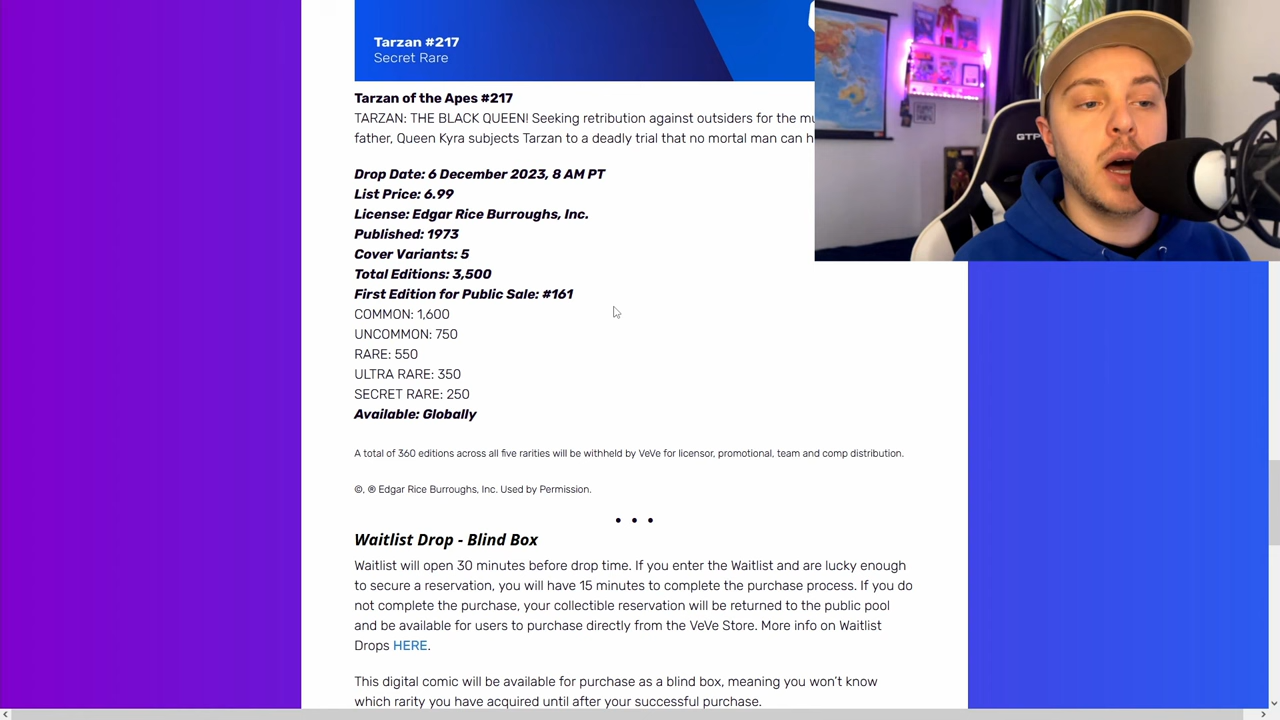 Tarzan #217
Secret Rare
Tarzan of the Apes #217
TARZAN: THE BLACK QUEEN! Seeking retribution against outsiders for the
father, Queen Kyra subjects Tarzan to a deadly trial that no mortal man can
Drop Date: 6 December 2023, 8 AM PT
List Price: 6.99
License: Edgar Rice Burroughs, Inc.
Published: 1973
Cover Variants: 5
Total Editions: 3,500
First Edition for Public Sale: #161
COMMON: 1,600
UNCOMMON: 750
RARE: 550
ULTRA RARE: 350
SECRET RARE: 250
Available: Globally
A total of 360 editions across all five rarities will be withheld by VeVe for licensor, promotional, team and comp distribution.
©, ® Edgar Rice Burroughs, Inc. Used by Permission.
Waitlist Drop - Blind Box
Waitlist will open 30 minutes before drop time. If you enter the Waitlist and are lucky enough
to secure a reservation, you will have 15 minutes to complete the purchase process. If you do
not complete the purchase, your collectible reservation will be returned to the public pool
and be available for users to purchase directly from the VeVe Store. More info on Waitlist
Drops HERE.
This digital comic will be available for purchase as a blind box, meaning you won't know
which rarity you have acquired until after your successful purchase.